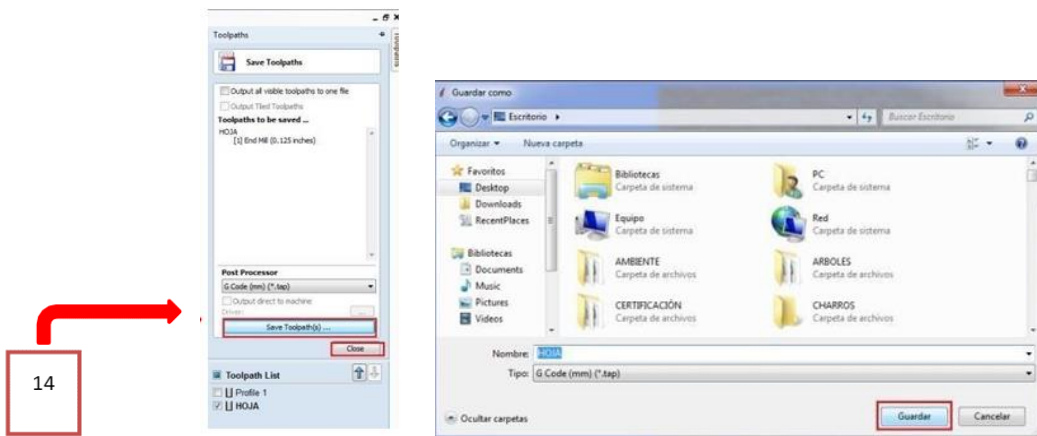 14
Toolpaths
Toolpaths
Save Toolpaths
Output all visible toolpaths to one file
Output Tiled Toolpaths
Toolpaths to be saved ...
HOJA
[1] End Mill (0.125 inches)
Post Processor
G Code (mm) (*.tap)
Output direct to machine
Driver:
...
Save Toolpath(s) ...
Close
Toolpath List
Profile 1
HOJA
Guardar como
Escritorio
Buscar Escritorio
Organizar
Nueva carpeta
Favoritos
Desktop
Downloads
RecentPlaces
Bibliotecas
Documents
Music
Pictures
Videos
Bibliotecas
Carpeta de sistema
PC
Carpeta de sistema
Equipo
Carpeta de sistema
Red
Carpeta de sistema
AMBIENTE
Carpeta de archivos
ARBOLES
Carpeta de archivos
CERTIFICACIÓN
Carpeta de archivos
CHARROS
Carpeta de archivos
Nombre: HOJA
Tipo: G Code (mm) (*.tap)
Ocultar carpetas
Guardar
Cancelar